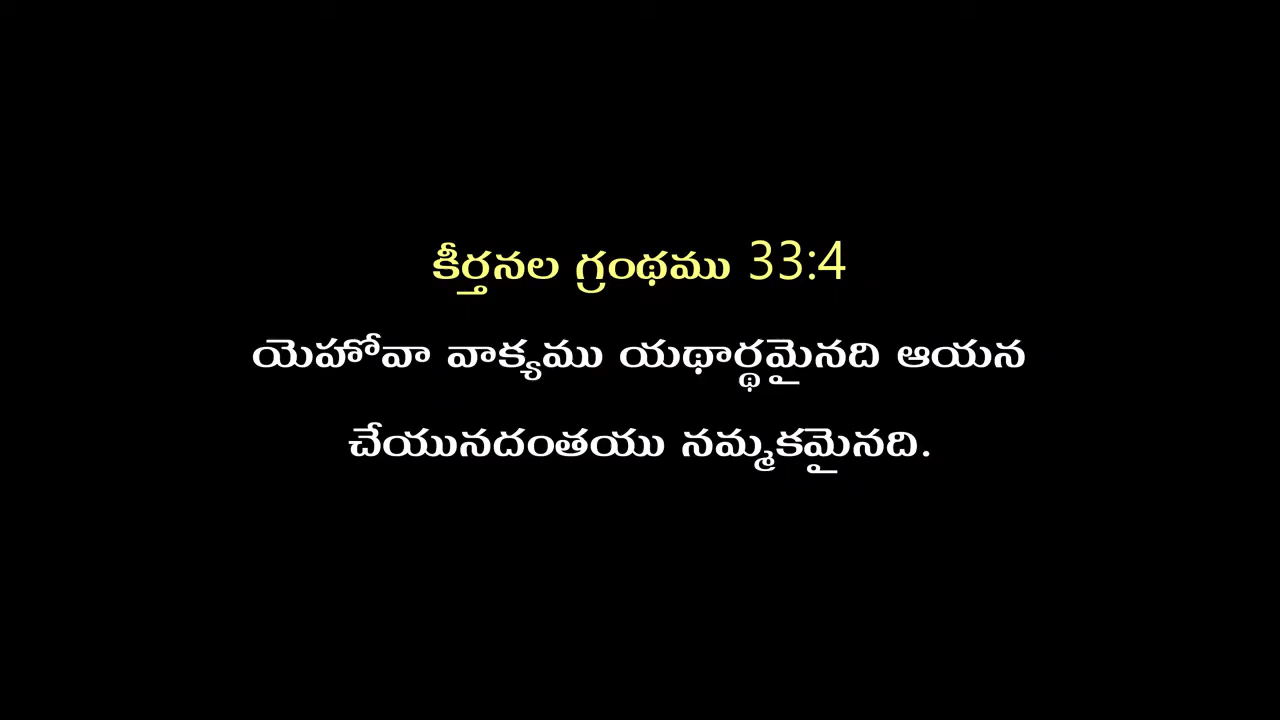 కీర్తనల గ్రంథము 33:4
యెహోవా వాక్యము యథార్థమైనది ఆయన
చేయునదంతయు నమ్మకమైనది.